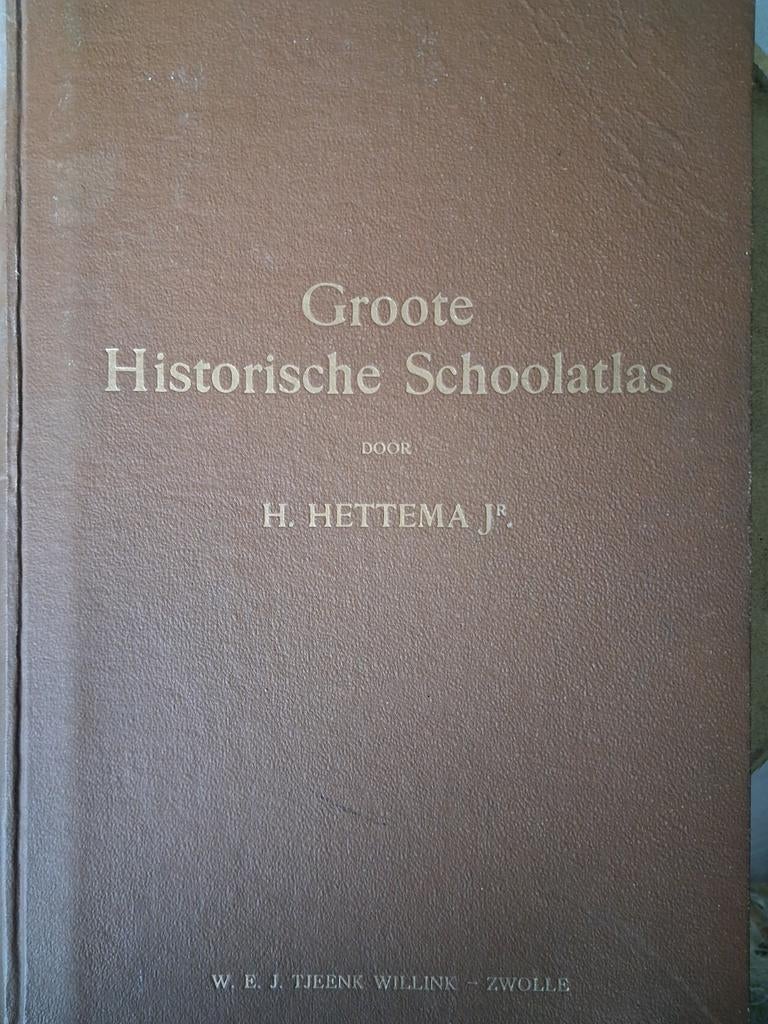 Groote
Historische Schoolatlas
DOOR
H. HETTEMA JR.
W. E. J. TJEENK WILLINK – ZWOLLE